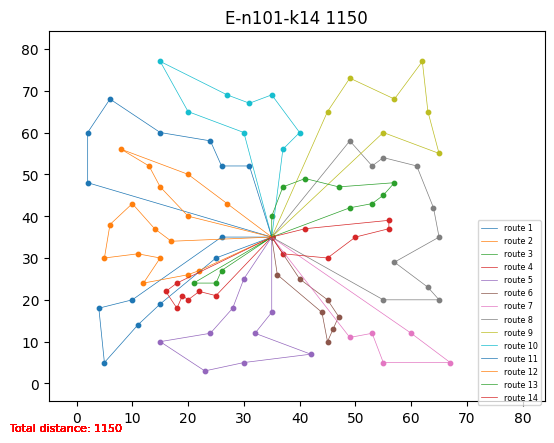 E-n101-k14 1150
80
70
60
50
40
30
20
10
0
route 1
route 2
route 3
route 4
route 5
route 6
route 7
route 8
route 9
route 10
route 11
route 12
route 13
route 14
0 10 20 30 40 50 60 70 80
Total distance: 1150